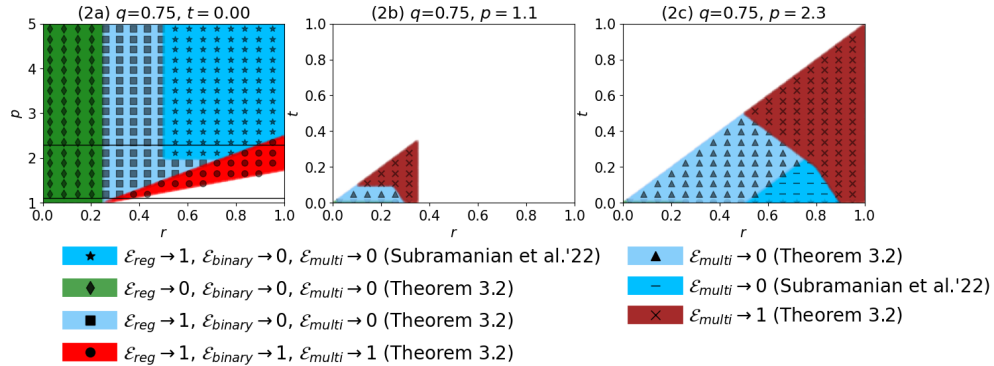 (2a) q=0.75, t = 0.00
(2b) q=0.75, p = 1.1
(2c) q=0.75, p = 2.3
5
4
3
2
1
p
0.0 0.2 0.4 0.6 0.8 1.0
r
1.0
0.8
0.6
0.4
0.2
0.0
t
0.0 0.2 0.4 0.6 0.8 1.0
r
1.0
0.8
0.6
0.4
0.2
0.0
t
0.0 0.2 0.4 0.6 0.8 1.0
r
ℰreg→1, ℰbinary→0, ℰmulti→0 (Subramanian et al.'22)
ℰreg→0, ℰbinary→0, ℰmulti→0 (Theorem 3.2)
ℰreg→1, ℰbinary→0, ℰmulti→0 (Theorem 3.2)
ℰreg→1, ℰbinary→1, ℰmulti→1 (Theorem 3.2)
ℰmulti→0 (Theorem 3.2)
ℰmulti→0 (Subramanian et al.'22)
ℰmulti→1 (Theorem 3.2)